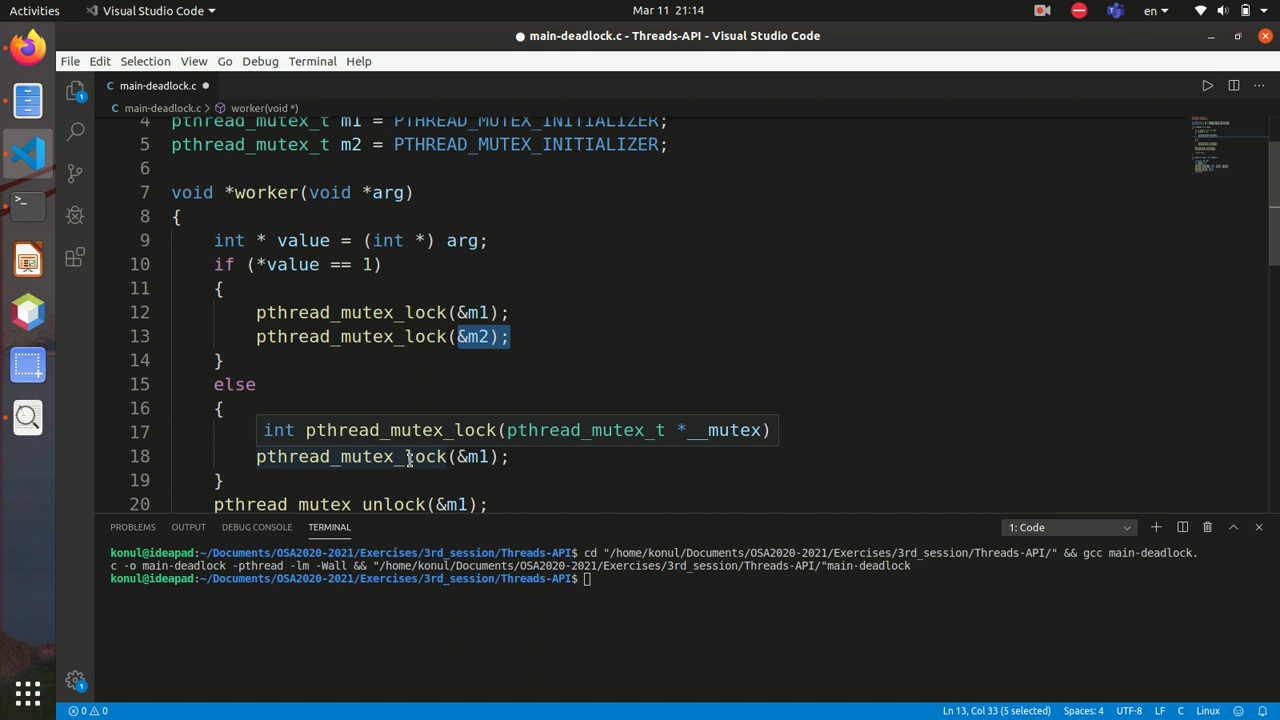 Activities Visual Studio Code Mar 11 21:14 en
main-deadlock.c - Threads-API - Visual Studio Code
File Edit Selection View Go Debug Terminal Help
C main-deadlock.c
C main-deadlock.c > worker(void *)
4 pthread_mutex_t m1 = PTHREAD_MUTEX_INITIALIZER;
5 pthread_mutex_t m2 = PTHREAD_MUTEX_INITIALIZER;
6
7 void *worker(void *arg)
8 {
9 int * value = (int *) arg;
10 if (*value == 1)
11 {
12 pthread_mutex_lock(&m1);
13 pthread_mutex_lock(&m2);
14 }
15 else
16 {
17 int pthread_mutex_lock(pthread_mutex_t *__mutex)
18 pthread_mutex_lock(&m1);
19 }
20 pthread_mutex_unlock(&m1);
PROBLEMS OUTPUT DEBUG CONSOLE TERMINAL 1: Code
konul@ideapad:~/Documents/OSA2020-2021/Exercises/3rd_session/Threads-API$ cd "/home/konul/Documents/OSA2020-2021/Exercises/3rd_session/Threads-API/" && gcc main-deadlock.
c -o main-deadlock -pthread -lm -Wall && "/home/konul/Documents/OSA2020-2021/Exercises/3rd_session/Threads-API/"main-deadlock
konul@ideapad:~/Documents/OSA2020-2021/Exercises/3rd_session/Threads-API$
0 0 Ln 13, Col 33 (5 selected) Spaces: 4 UTF-8 LF C Linux